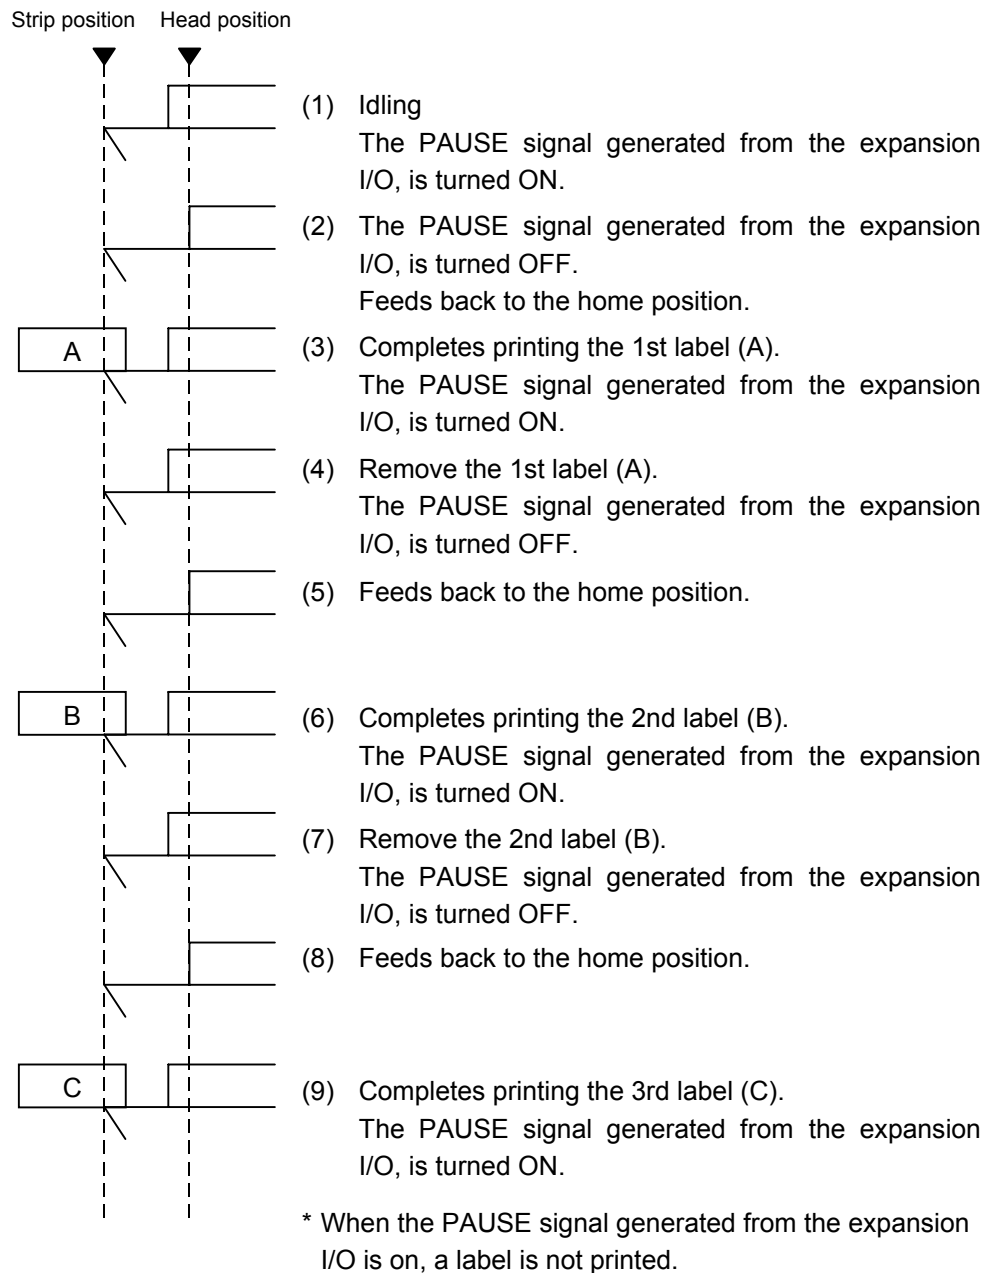 Strip position Head position
(1) Idling
The PAUSE signal generated from the expansion
I/O, is turned ON.
(2) The PAUSE signal generated from the expansion
I/O, is turned OFF.
Feeds back to the home position.
A
(3) Completes printing the 1st label (A).
The PAUSE signal generated from the expansion
I/O, is turned ON.
(4) Remove the 1st label (A).
The PAUSE signal generated from the expansion
I/O, is turned OFF.
(5) Feeds back to the home position.
B
(6) Completes printing the 2nd label (B).
The PAUSE signal generated from the expansion
I/O, is turned ON.
(7) Remove the 2nd label (B).
The PAUSE signal generated from the expansion
I/O, is turned OFF.
(8) Feeds back to the home position.
C
(9) Completes printing the 3rd label (C).
The PAUSE signal generated from the expansion
I/O, is turned ON.
* When the PAUSE signal generated from the expansion
I/O is on, a label is not printed.